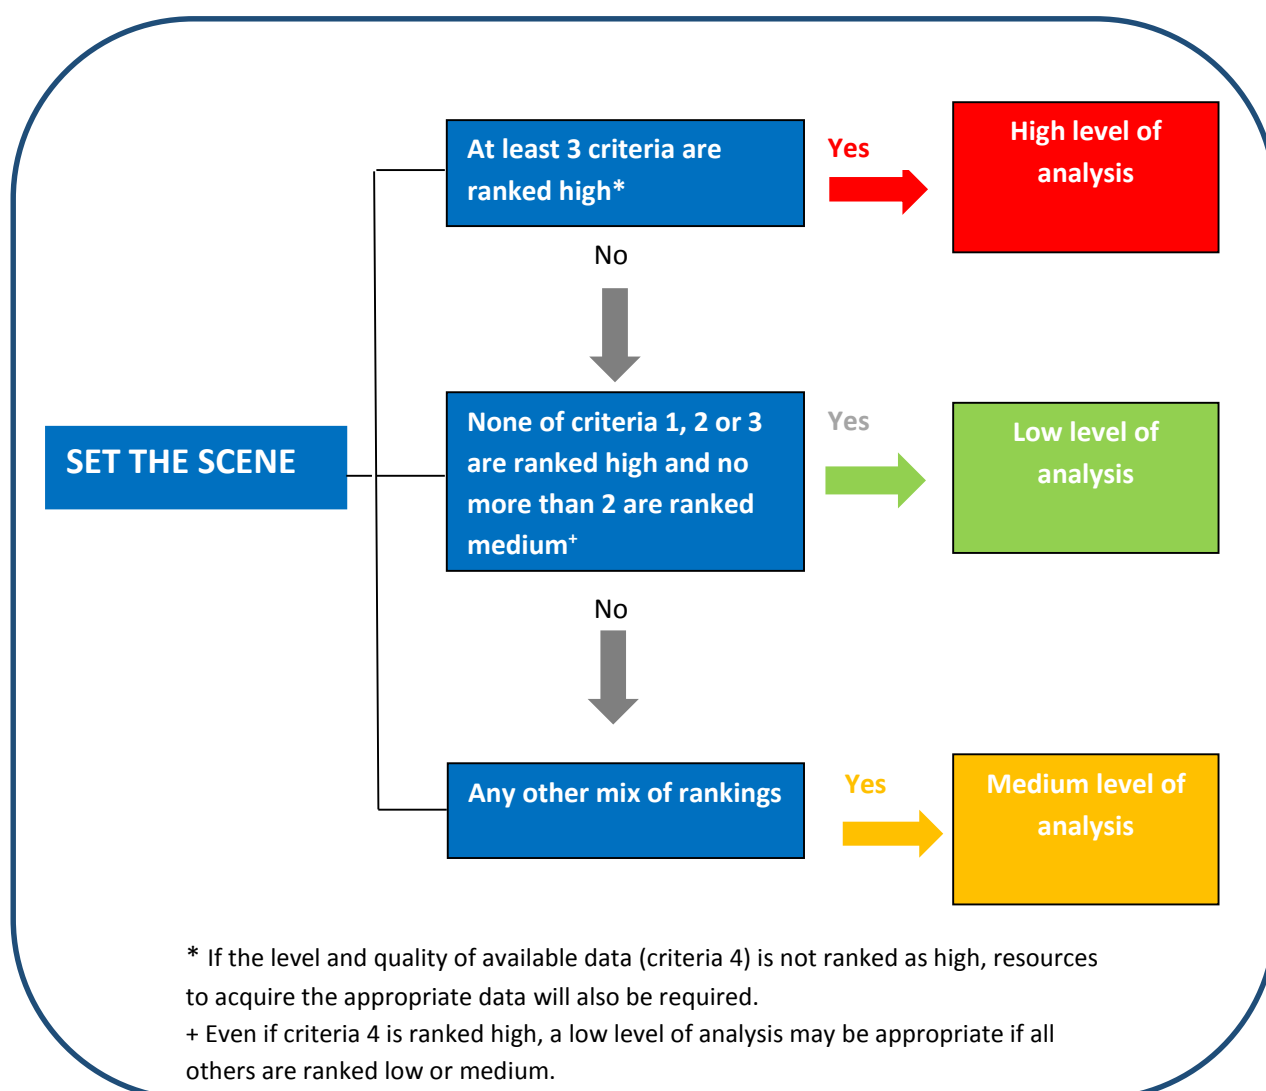 At least 3 criteria are
ranked high*
Yes
High level of
analysis
No
SET THE SCENE
None of criteria 1, 2 or 3
are ranked high and no
more than 2 are ranked
medium+
Yes
Low level of
analysis
No
Any other mix of rankings
Yes
Medium level of
analysis
* If the level and quality of available data (criteria 4) is not ranked as high, resources
to acquire the appropriate data will also be required.
+ Even if criteria 4 is ranked high, a low level of analysis may be appropriate if all
others are ranked low or medium.